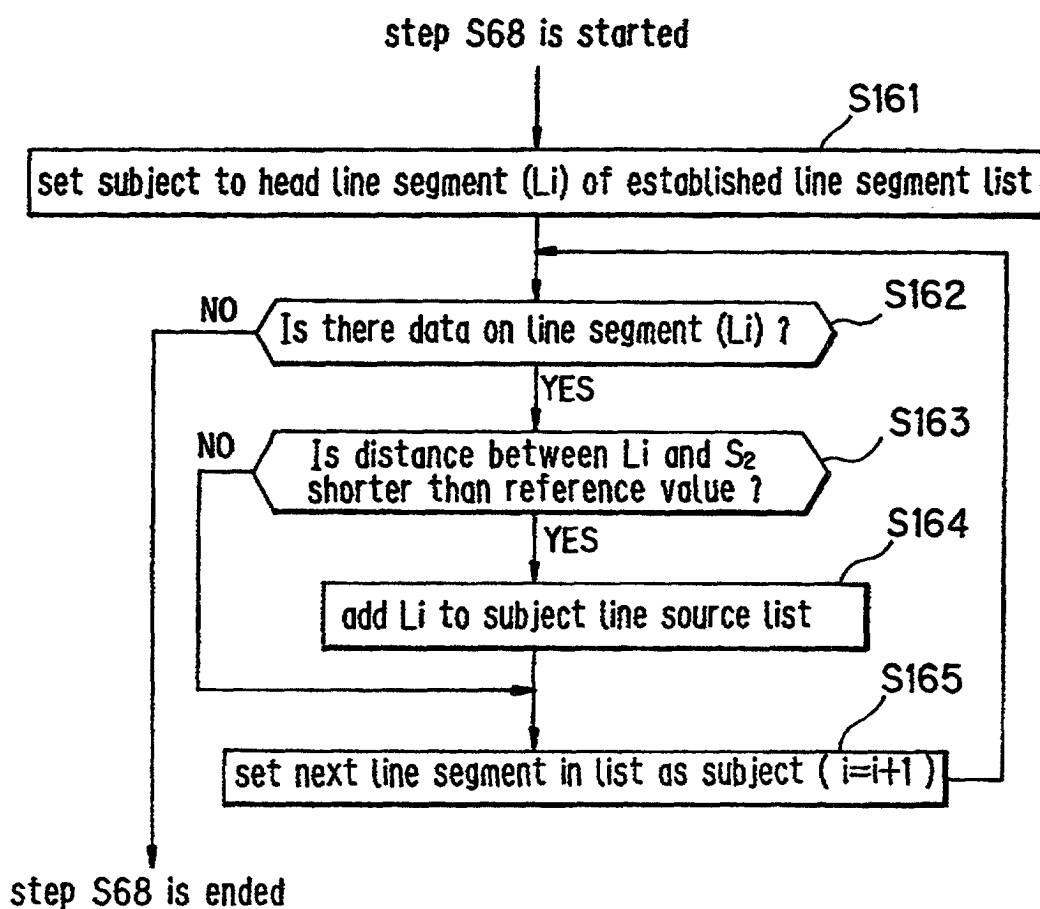 step S68 is started
S161
set subject to head line segment (Li) of established line segment list
S162
NO
Is there data on line segment (Li) ?
YES
S163
NO
Is distance between Li and S₂
shorter than reference value ?
YES
S164
add Li to subject line source list
S165
set next line segment in list as subject ( i=i+1 )
step S68 is ended